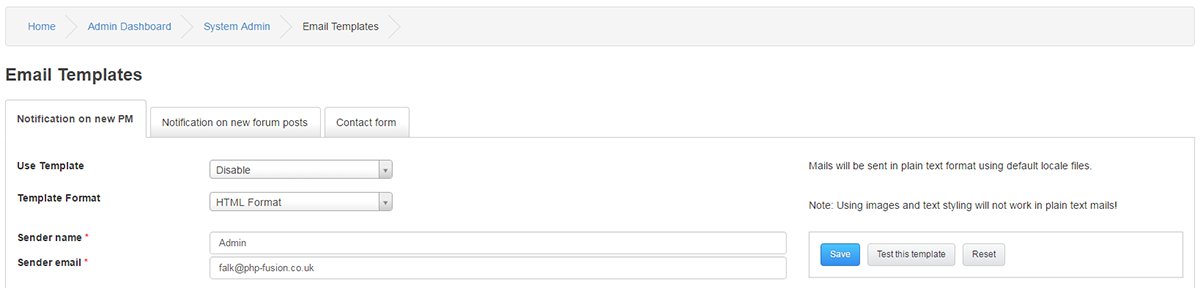 Home Admin Dashboard System Admin Email Templates
Email Templates
Notification on new PM Notification on new forum posts Contact form
Use Template Disable Mails will be sent in plain text format using default locale files.
Template Format HTML Format Note: Using images and text styling will not work in plain text mails!
Sender name * Admin
Sender email * falk@php-fusion.co.uk
Save Test this template Reset